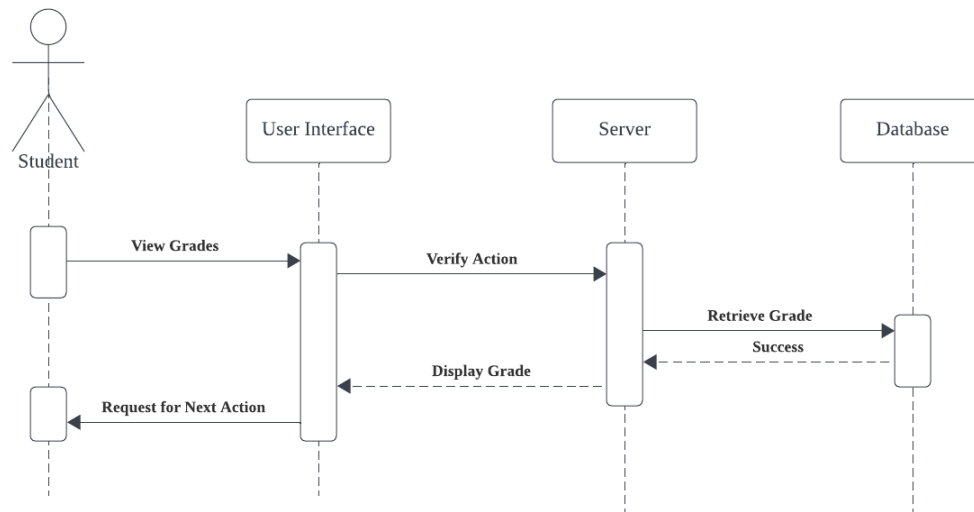 User Interface
Server
Database
Student
View Grades
Verify Action
Retrieve Grade
Success
Display Grade
Request for Next Action